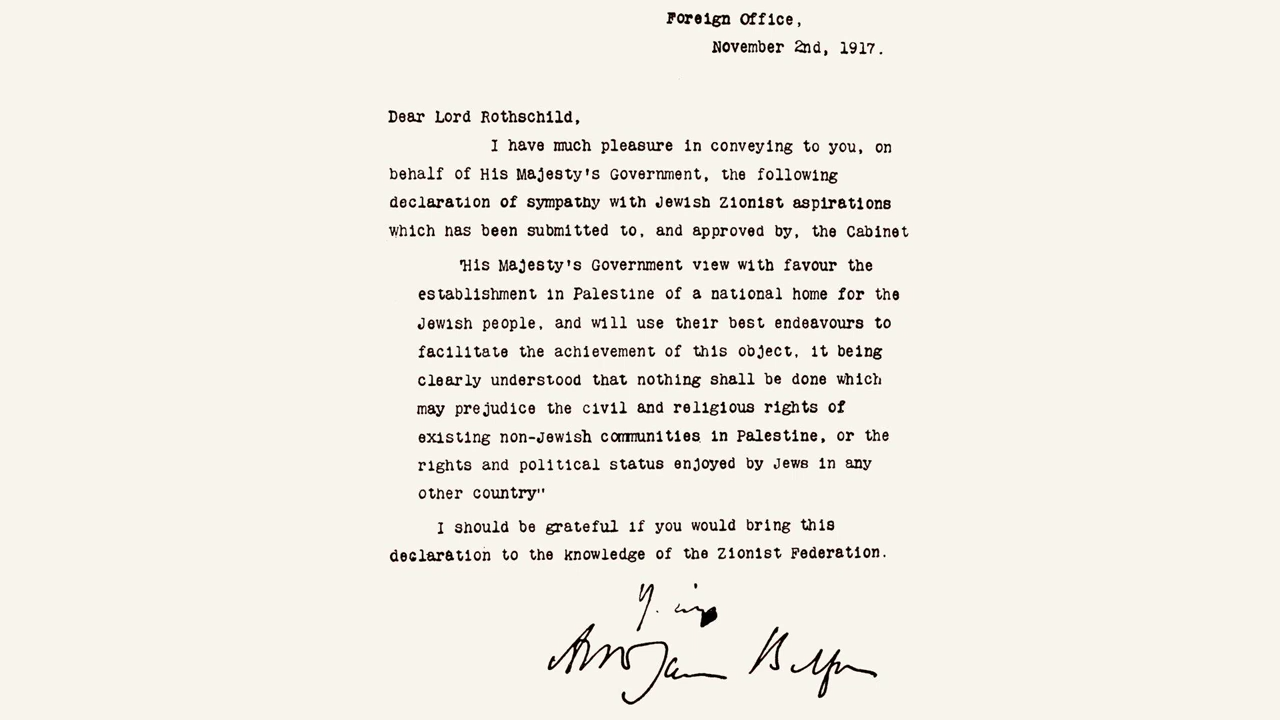 Foreign Office,
November 2nd, 1917.
Dear Lord Rothschild,
I have much pleasure in conveying to you, on
behalf of His Majesty's Government, the following
declaration of sympathy with Jewish Zionist aspirations
which has been submitted to, and approved by, the Cabinet
"His Majesty's Government view with favour the
establishment in Palestine of a national home for the
Jewish people, and will use their best endeavours to
facilitate the achievement of this object, it being
clearly understood that nothing shall be done which
may prejudice the civil and religious rights of
existing non-Jewish communities in Palestine, or the
rights and political status enjoyed by Jews in any
other country"
I should be grateful if you would bring this
declaration to the knowledge of the Zionist Federation.
Arthur James Balfour